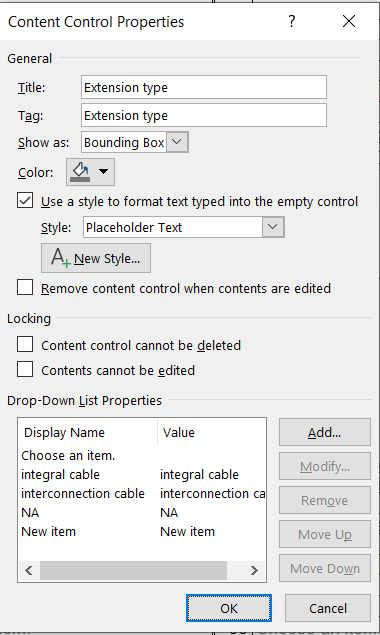 Content Control Properties ? ×
General
Title: Extension type
Tag: Extension type
Show as: Bounding Box
Color:
Use a style to format text typed into the empty control
Style: Placeholder Text
A+ New Style...
Remove content control when contents are edited
Locking
Content control cannot be deleted
Contents cannot be edited
Drop-Down List Properties
Display Name Value
Add...
Choose an item.
integral cable integral cable
Modify...
interconnection cable interconnection ca
Remove
NA NA
New item New item
Move Up
Move Down
OK Cancel